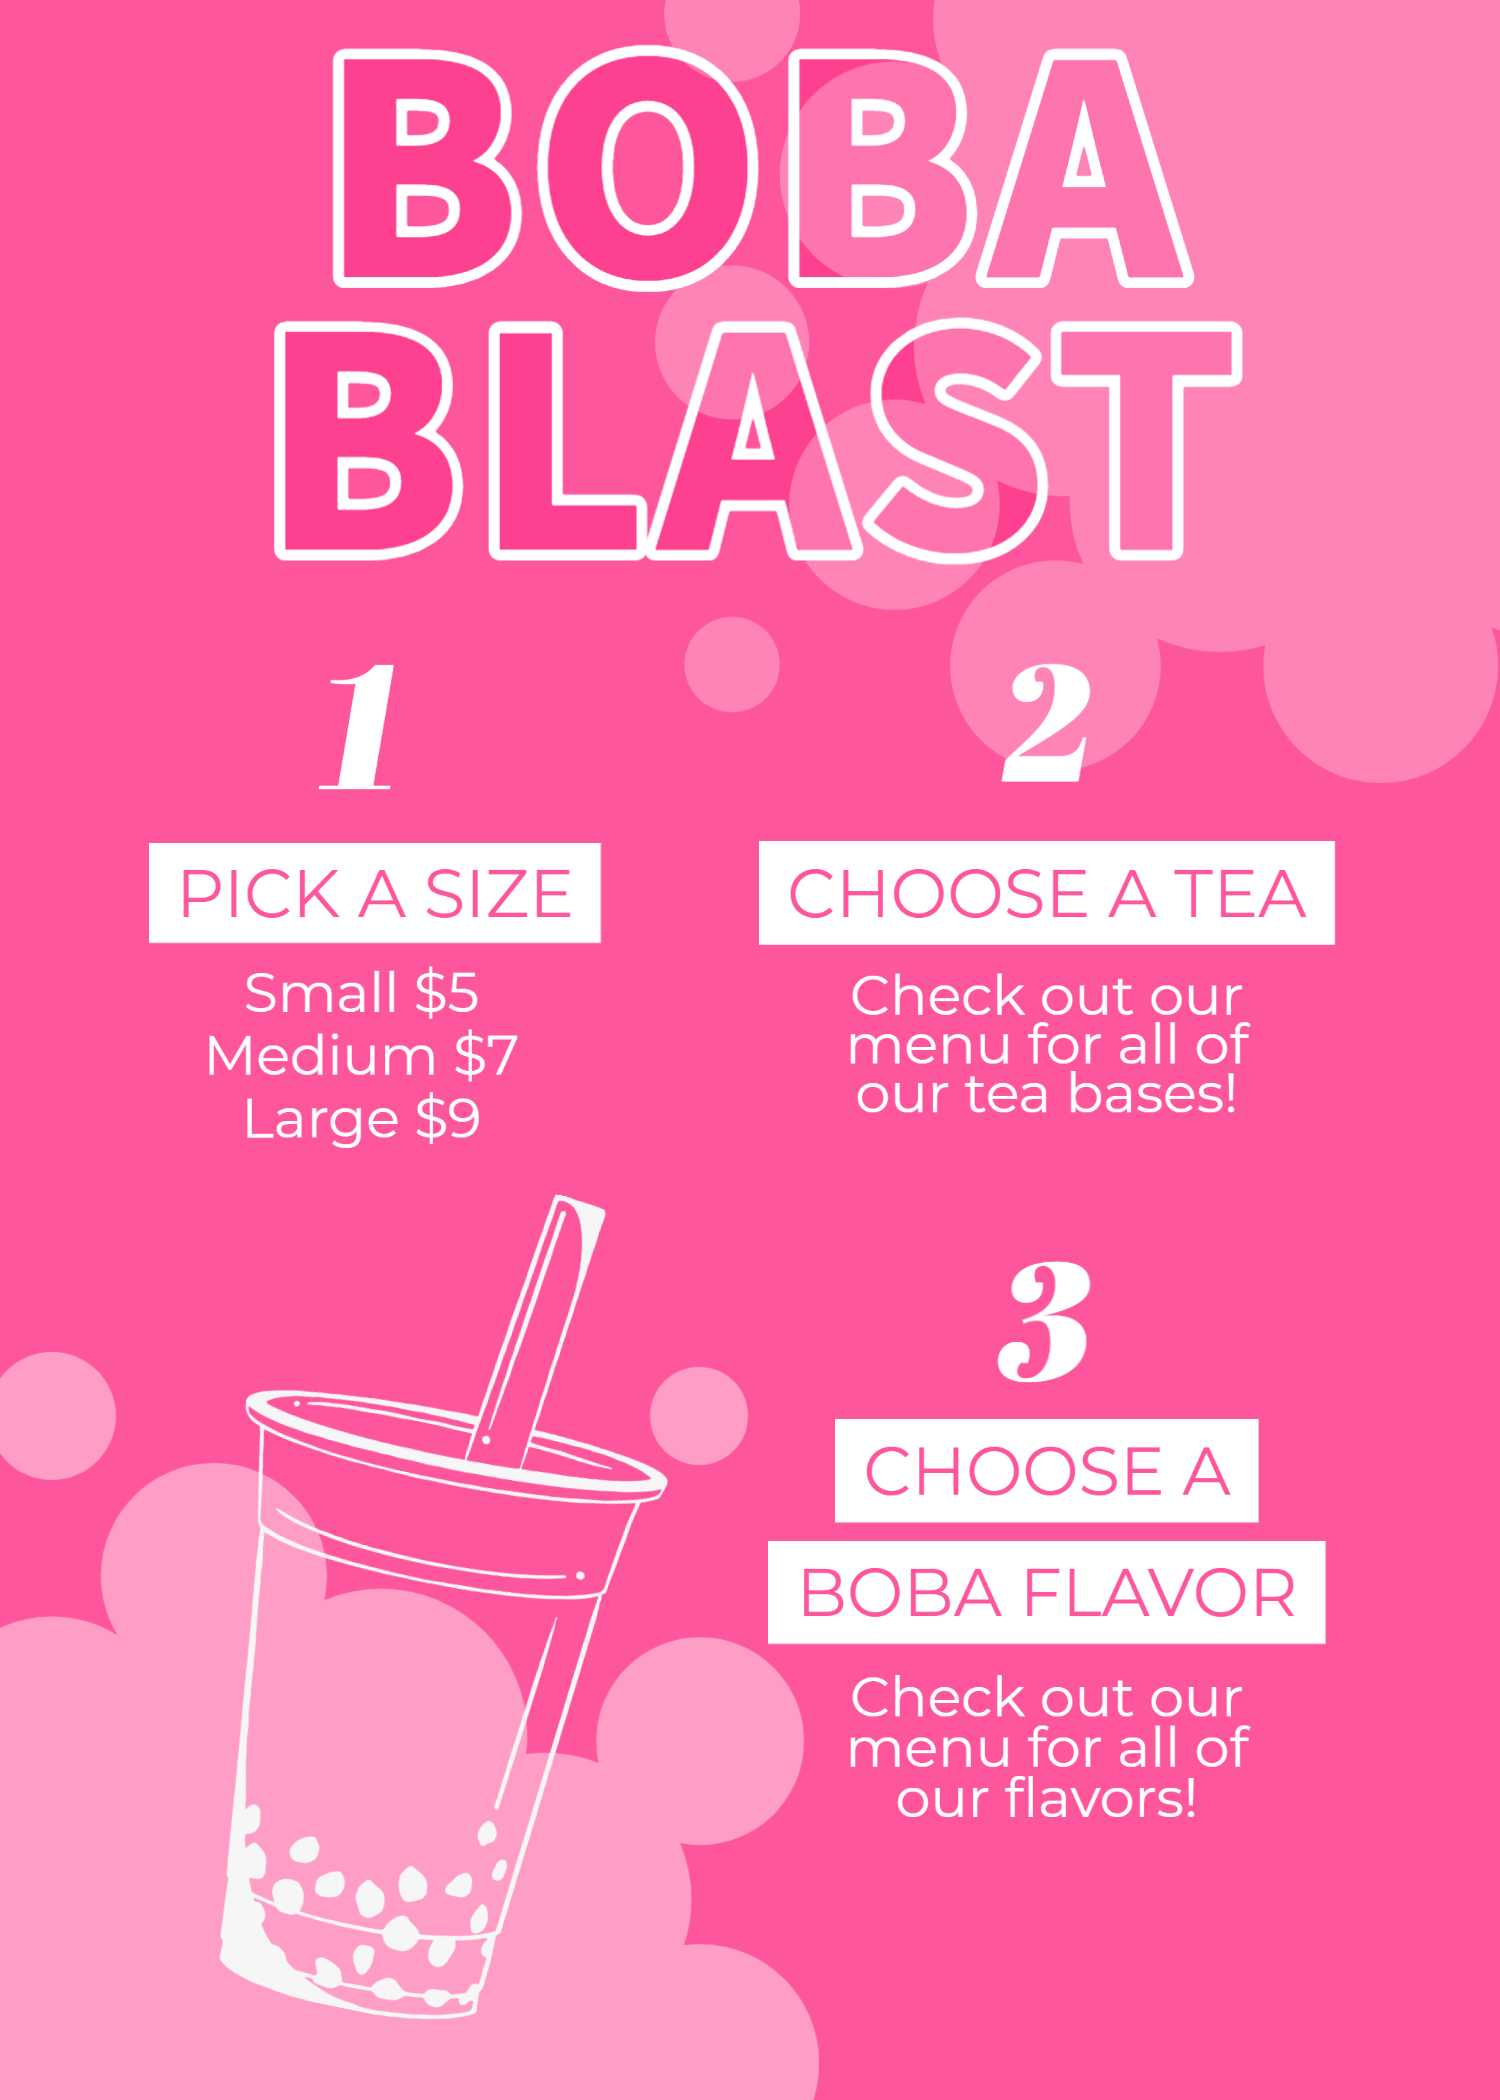 BOBA
BLAST
1
PICK A SIZE
Small $5
Medium $7
Large $9
2
CHOOSE A TEA
Check out our
menu for all of
our tea bases!
3
CHOOSE A
BOBA FLAVOR
Check out our
menu for all of
our flavors!